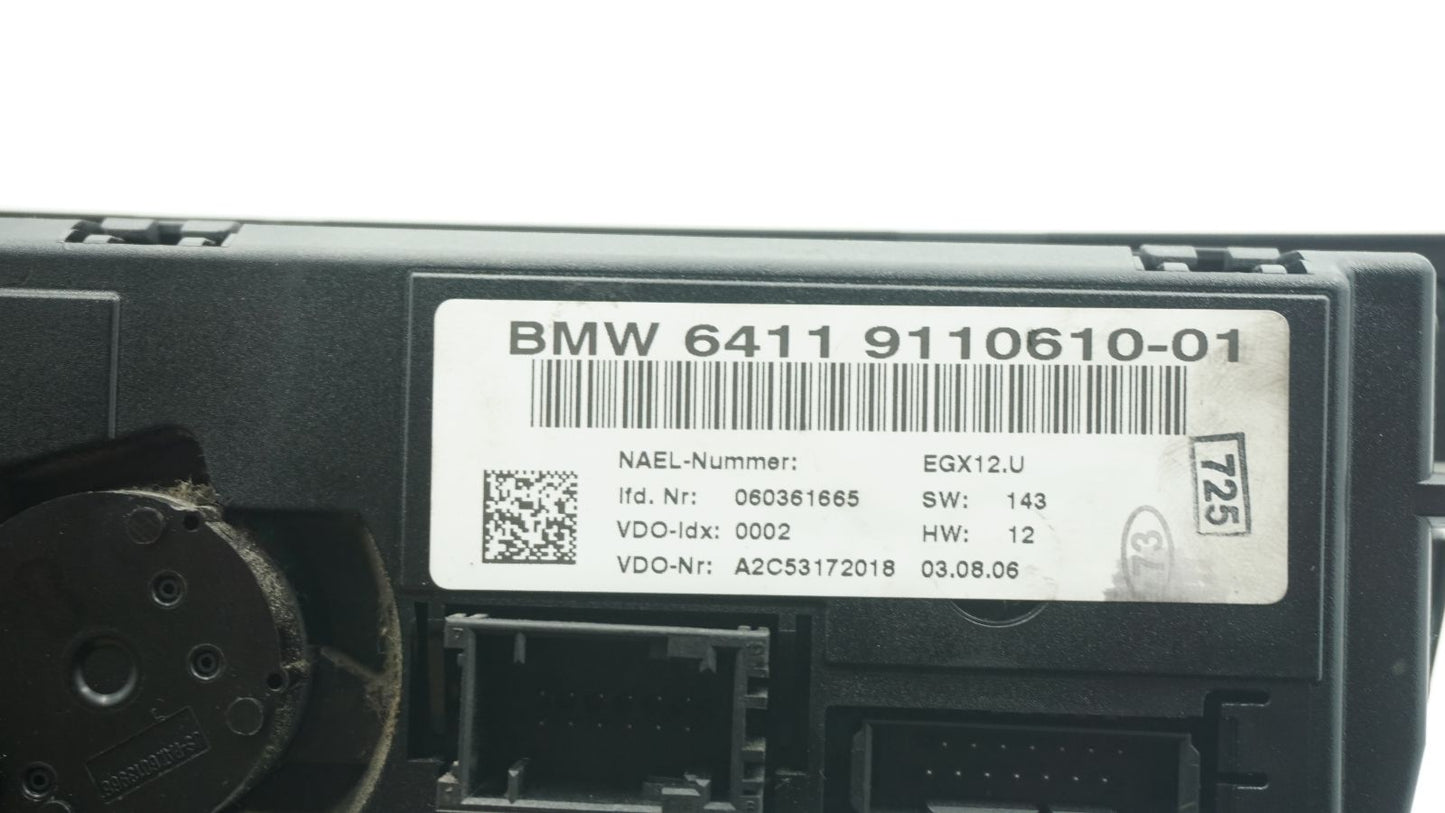 BMW 6411 9110610-01
NAEL-Nummer: EGX12.U
lfd. Nr: 060361665 SW: 143
VDO-Idx: 0002 HW: 12
VDO-Nr: A2C53172018 03.08.06
725
73